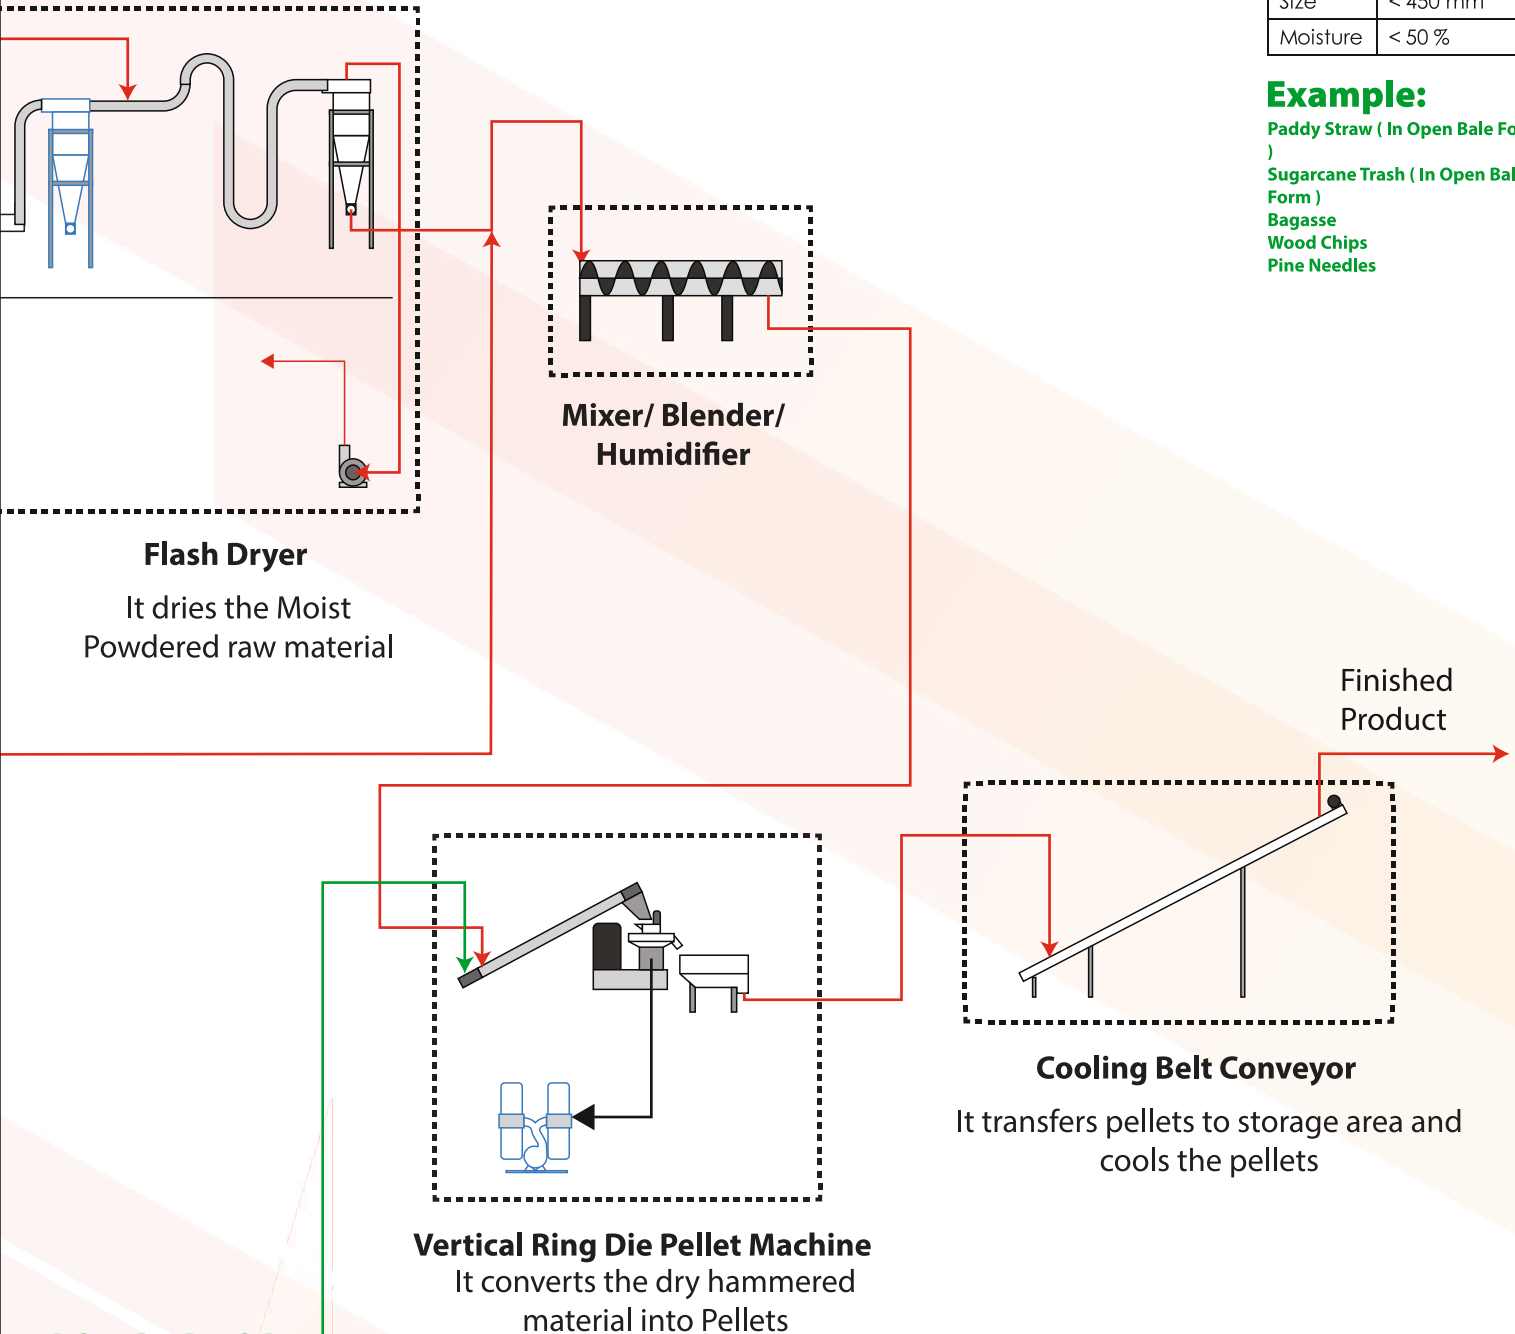 Size < 450 mm
Moisture < 50 %
Example:
Paddy Straw ( In Open Bale Fo
)
Sugarcane Trash ( In Open Bal
Form )
Bagasse
Wood Chips
Pine Needles
Mixer/ Blender/
Humidifier
Flash Dryer
It dries the Moist
Powdered raw material
Finished
Product
Cooling Belt Conveyor
It transfers pellets to storage area and
cools the pellets
Vertical Ring Die Pellet Machine
It converts the dry hammered
material into Pellets